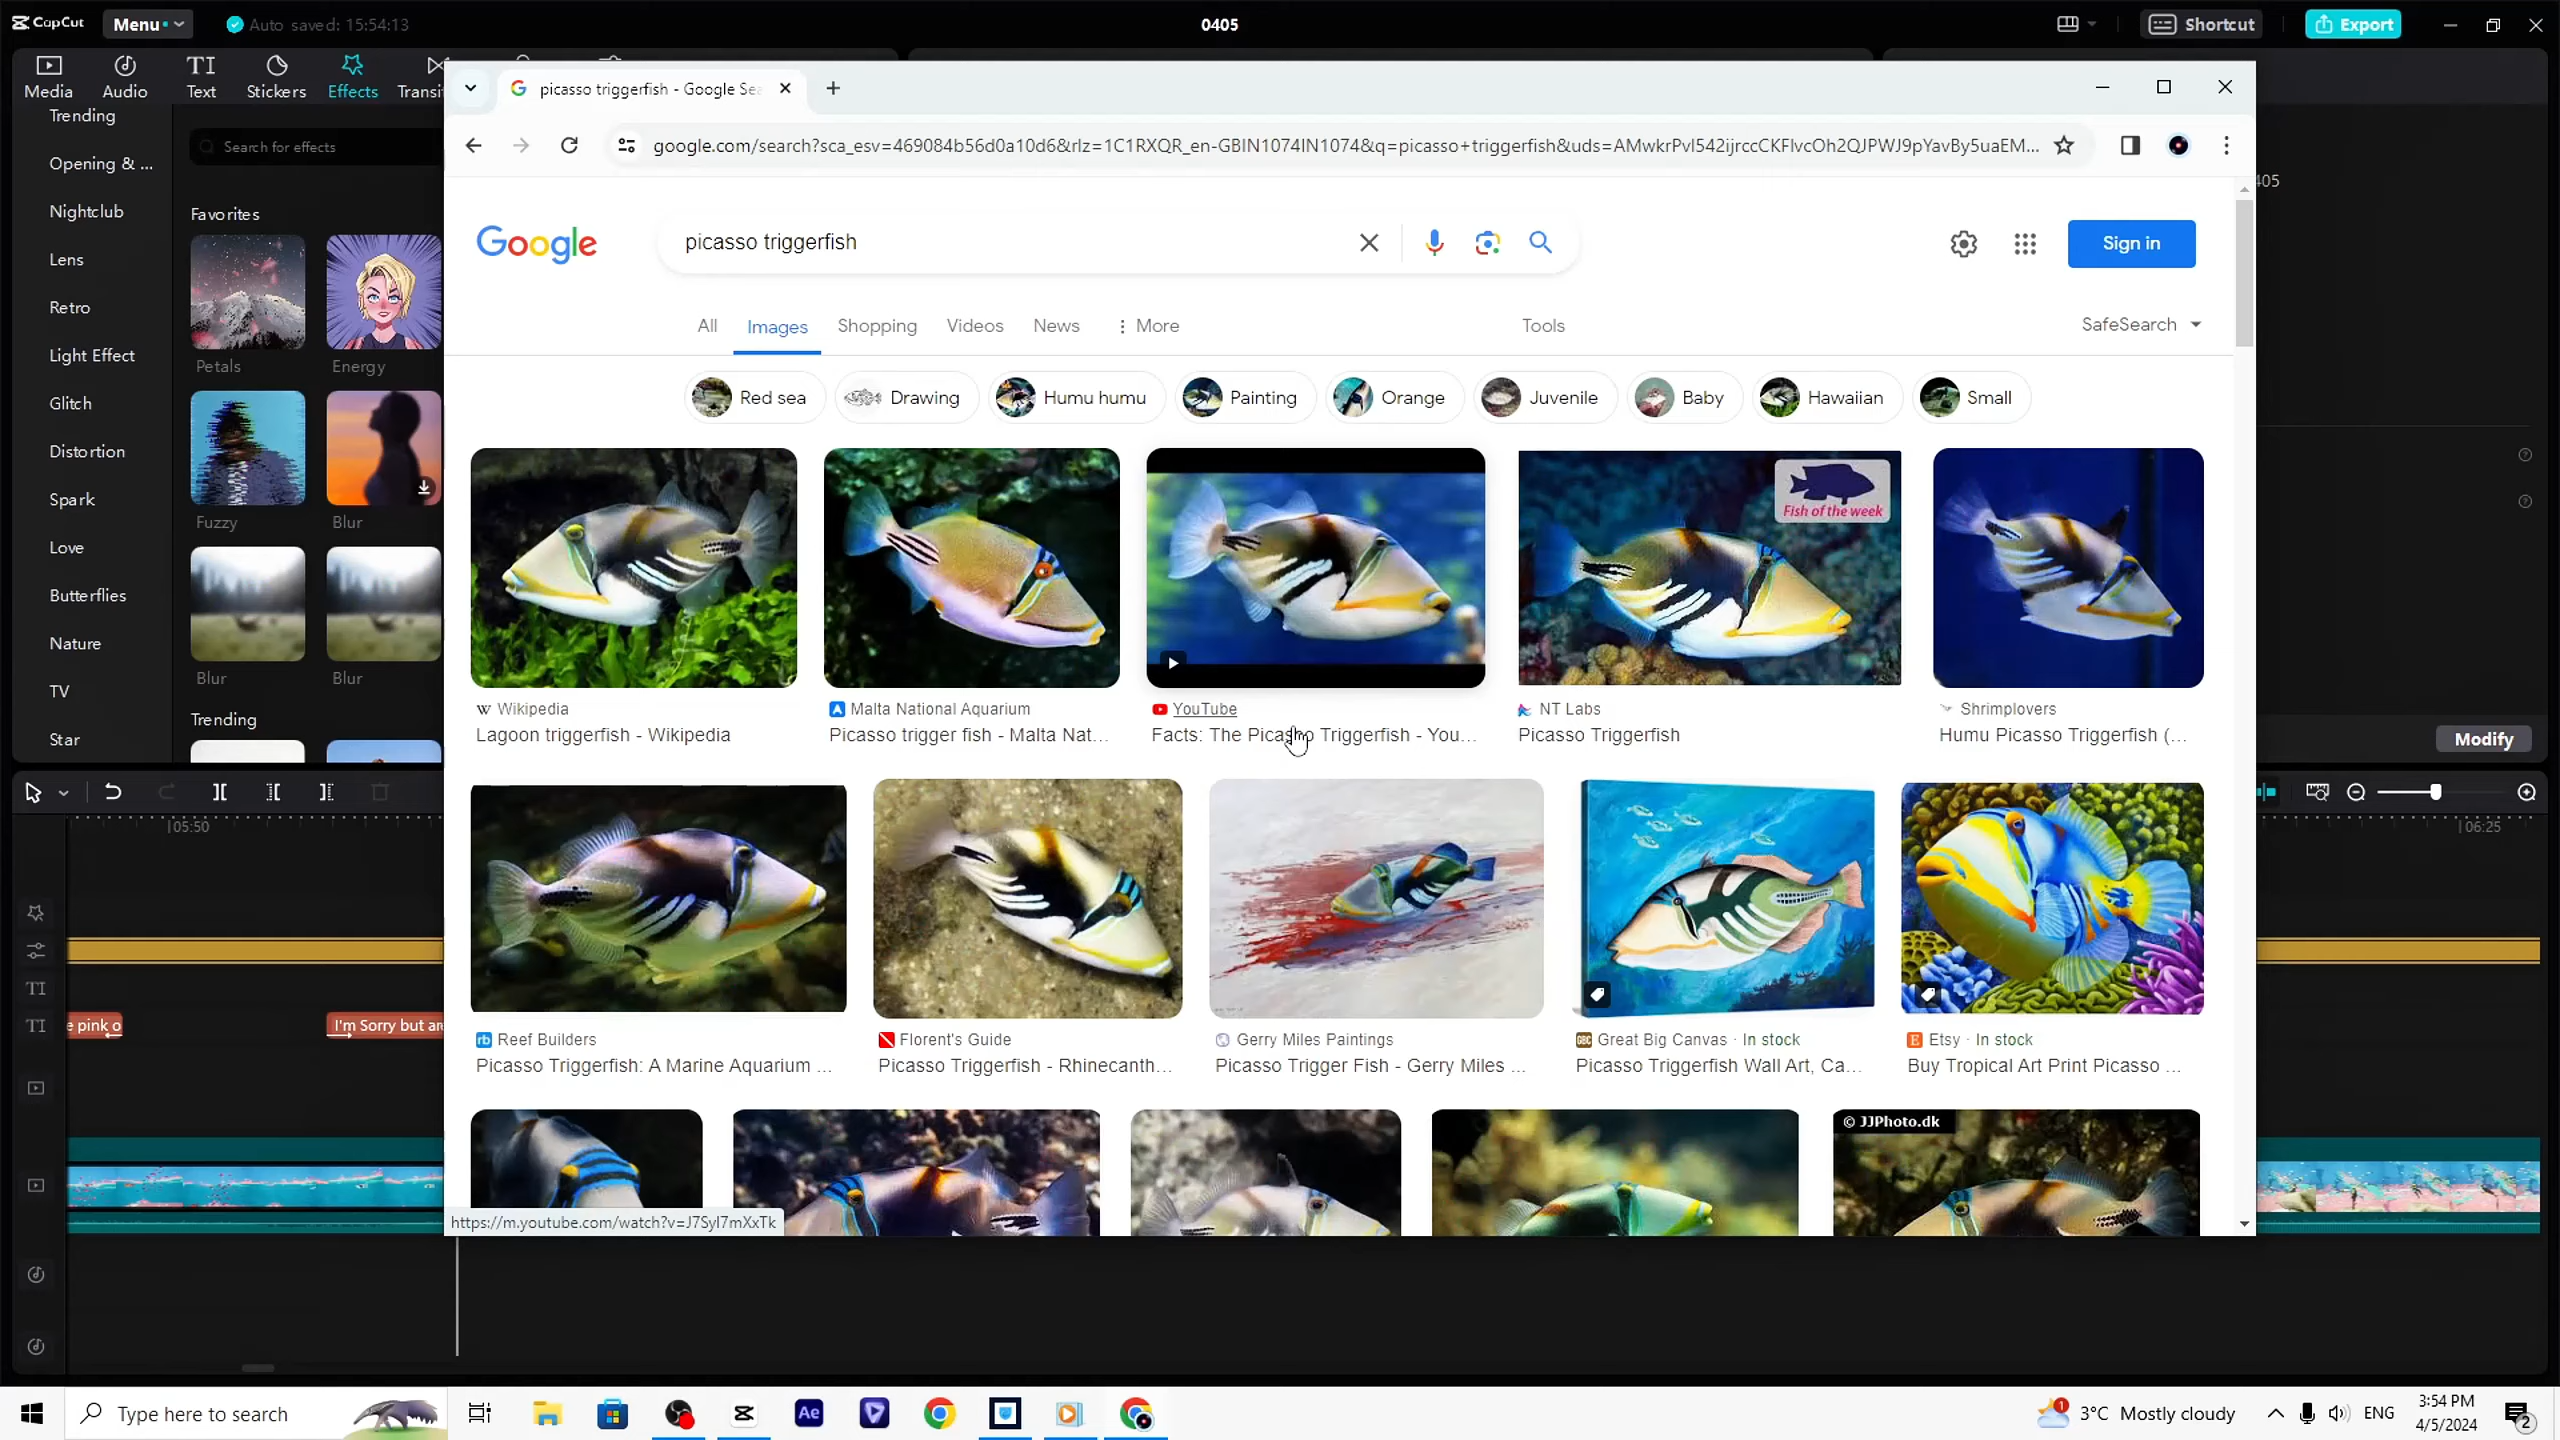 CapCut
Menu
Auto saved: 15:54:13
0405
Shortcut
Export
Media
Audio
Text
Stickers
Effects
picasso triggerfish - Google Sea
google.com/search?sca_esv=469084b56d0a10d6&rlz=1C1RXQR_en-GBIN1074IN1074&q=picasso+triggerfish&uds=
Trending
Opening & ...
Nightclub
Lens
Retro
Light Effect
Glitch
Distortion
Spark
Love
Butterflies
Nature
TV
Star
Search for effects
Favorites
Petals
Energy
Fuzzy
Blur
Blur
Blur
Trending
Google
picasso triggerfish
Sign in
All
Images
Shopping
Videos
News
More
Tools
SafeSearch
Red sea
Drawing
Humu humu
Painting
Orange
Juvenile
Baby
Hawaiian
Small
Fish of the week
W Wikipedia
Lagoon triggerfish - Wikipedia
Malta National Aquarium
Picasso trigger fish - Malta Nat...
YouTube
Facts: The Picasso Triggerfish - You...
NT Labs
Picasso Triggerfish
Shrimplovers
Humu Picasso Triggerfish (...
rb Reef Builders
Picasso Triggerfish: A Marine Aquarium ...
Florent's Guide
Picasso Triggerfish - Rhinecanth...
Gerry Miles Paintings
Picasso Trigger Fish - Gerry Miles ...
GBC Great Big Canvas · In stock
Picasso Triggerfish Wall Art, Ca...
E Etsy · In stock
Buy Tropical Art Print Picasso ...
© JJPhoto.dk
https://m.youtube.com/watch?v=J7Syl7mXxTk
405
Modify
05:50
06:25
TI
TI
e pink o
I'm Sorry but
Type here to search
Ae
1
3°C Mostly cloudy
ENG
3:54 PM
4/5/2024
2